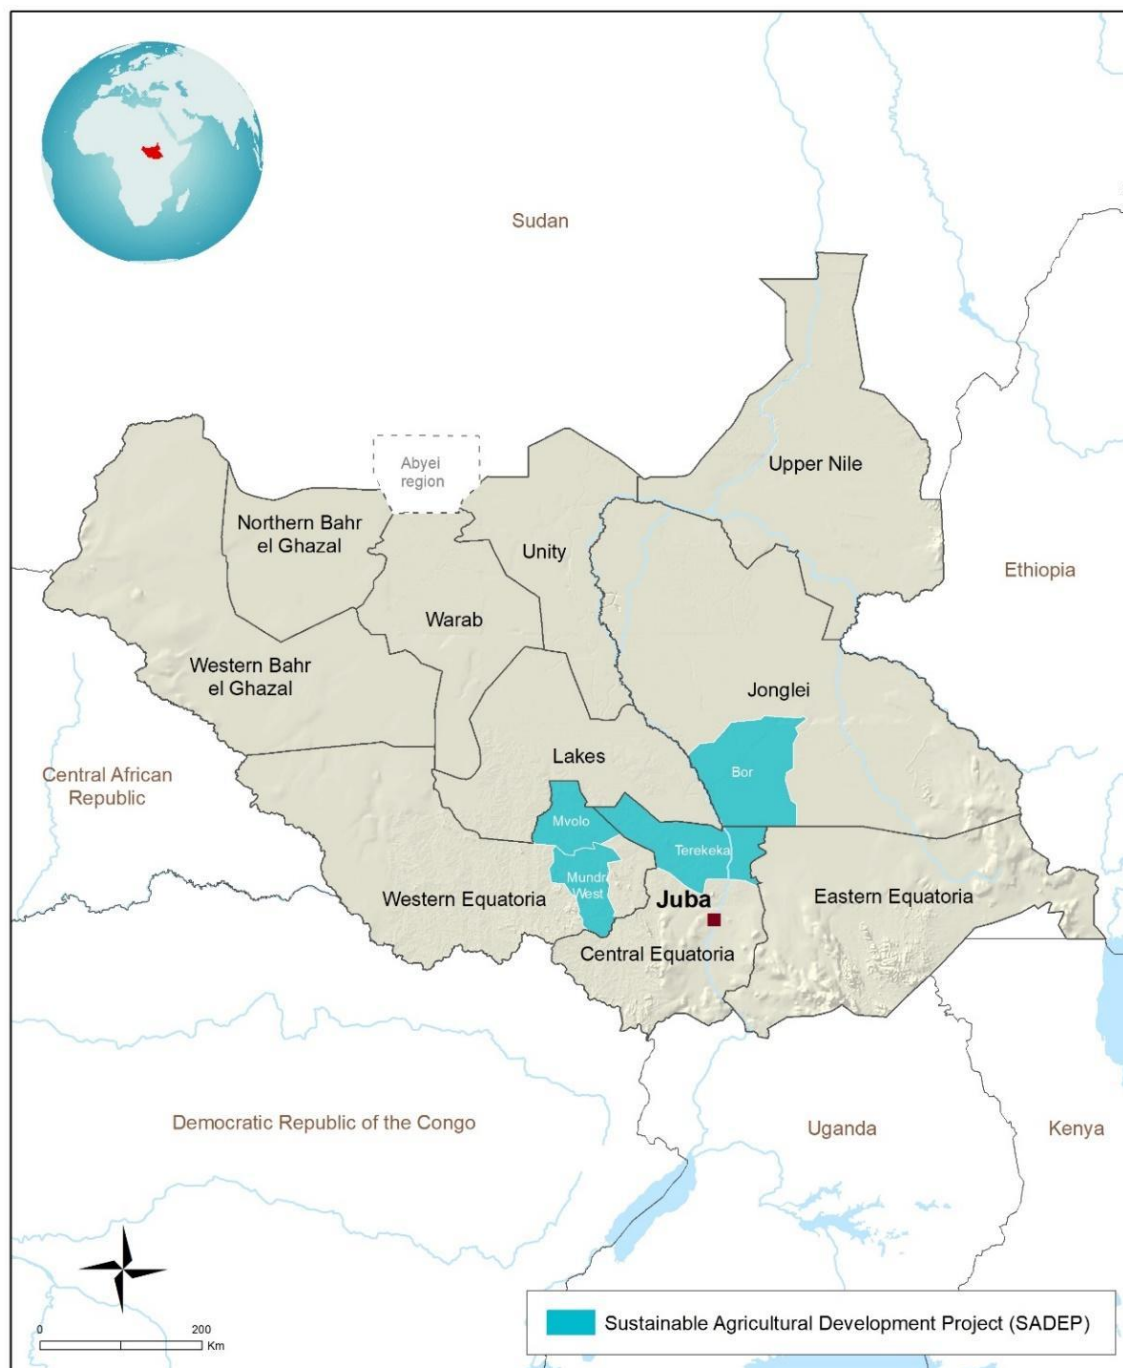 Sudan
Upper Nile
Abyei
region
Northern Bahr
el Ghazal
Unity
Ethiopia
Warab
Western Bahr
el Ghazal
Jonglei
Central African
Republic
Lakes
Bor
Mvolo
Terekeka
Mundri
West
Western Equatoria
Juba
Eastern Equatoria
Central Equatoria
Democratic Republic of the Congo
Uganda
Kenya
0 200
Km
Sustainable Agricultural Development Project (SADEP)